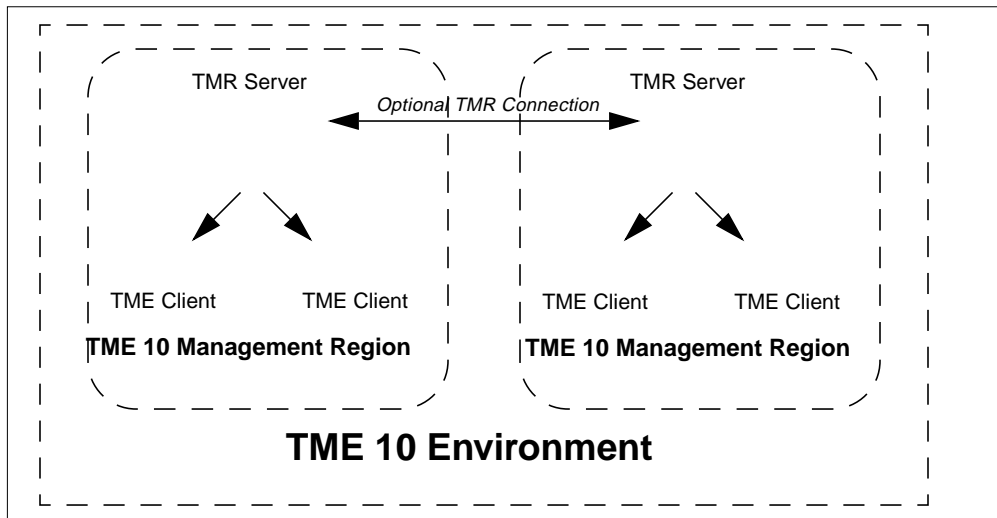 TMR Server
TMR Server
Optional TMR Connection
TME Client
TME Client
TME Client
TME Client
TME 10 Management Region
TME 10 Management Region
TME 10 Environment